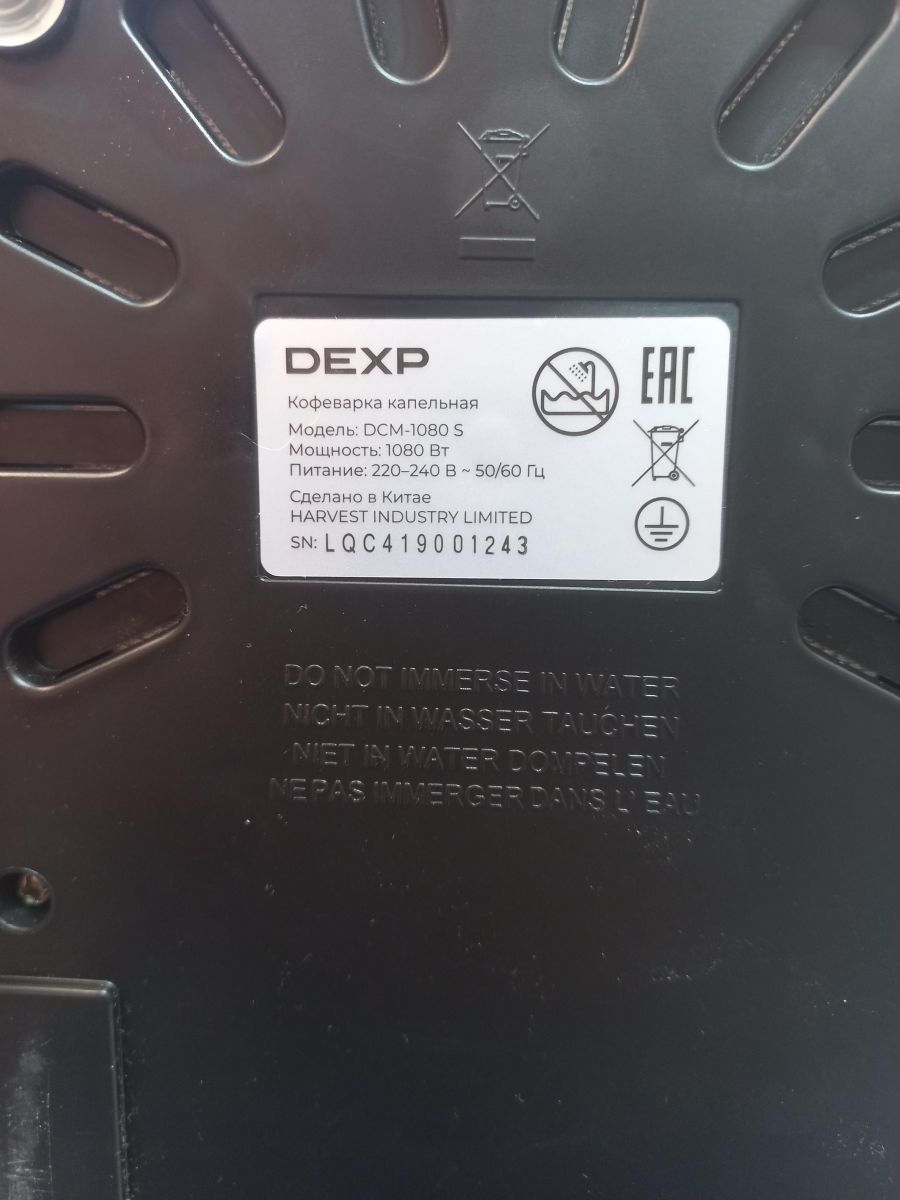 DEXP
EAC
Кофеварка капельная
Модель: DCM-1080 S
Мощность: 1080 Вт
Питание: 220–240 В ~ 50/60 Гц
Сделано в Китае
HARVEST INDUSTRY LIMITED
SN: LQC419001243
DO NOT IMMERSE IN WATER
NICHT IN WASSER TAUCHEN
NIET IN WATER DOMPELEN
NE PAS IMMERGER DANS L' EAU